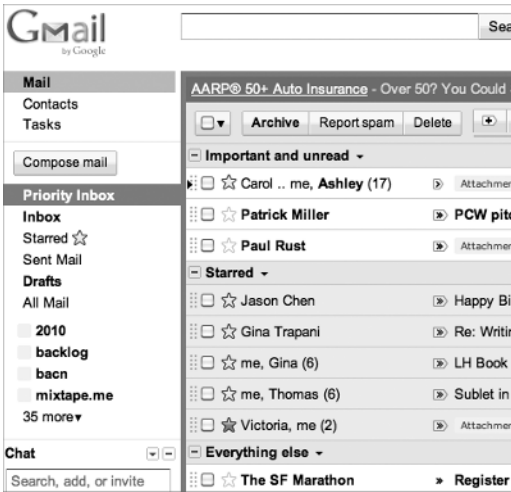 Gmail
by Google
Sea
Mail
Contacts
Tasks
Compose mail
Priority Inbox
Inbox
Starred
Sent Mail
Drafts
All Mail
2010
backlog
bacn
mixtape.me
35 more
Chat
Search, add, or invite
AARP® 50+ Auto Insurance - Over 50? You Could
Archive Report spam Delete
Important and unread
Carol .. me, Ashley (17) Attachmen
Patrick Miller PCW pitc
Paul Rust Attachmen
Starred
Jason Chen Happy Bi
Gina Trapani Re: Writin
me, Gina (6) LH Book
me, Thomas (6) Sublet in
Victoria, me (2) Attachmen
Everything else
The SF Marathon » Register